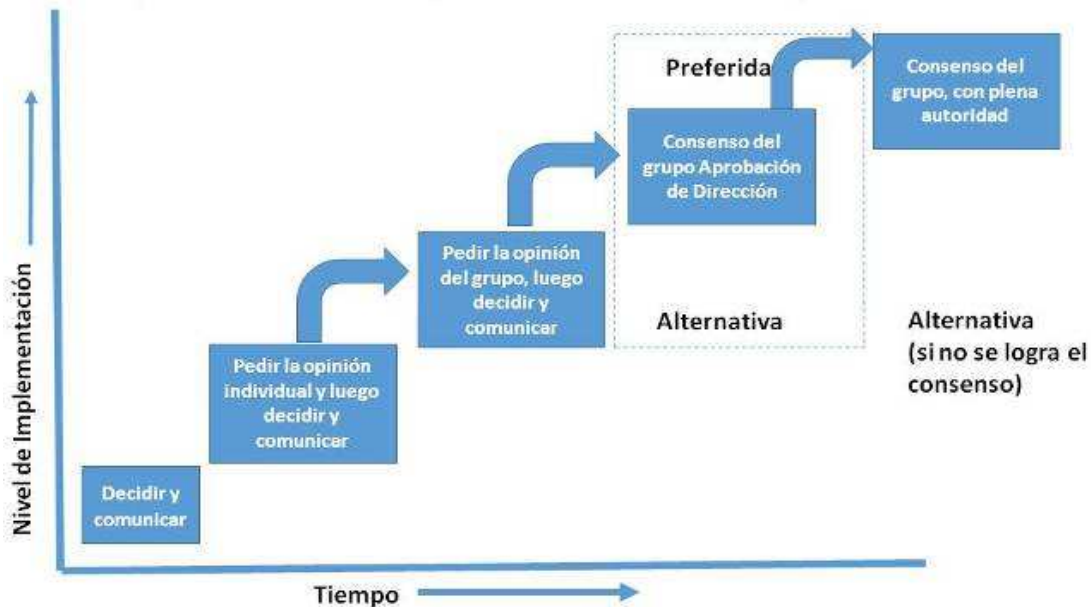 Preferida
Consenso del
grupo, con plena
autoridad
Consenso del
grupo Aprobación
de Dirección
Pedir la opinión
del grupo, luego
decidir y
comunicar
Alternativa
Alternativa
(si no se logra el
consenso)
Pedir la opinión
individual y luego
decidir y
comunicar
Decidir y
comunicar
Nivel de Implementación
Tiempo